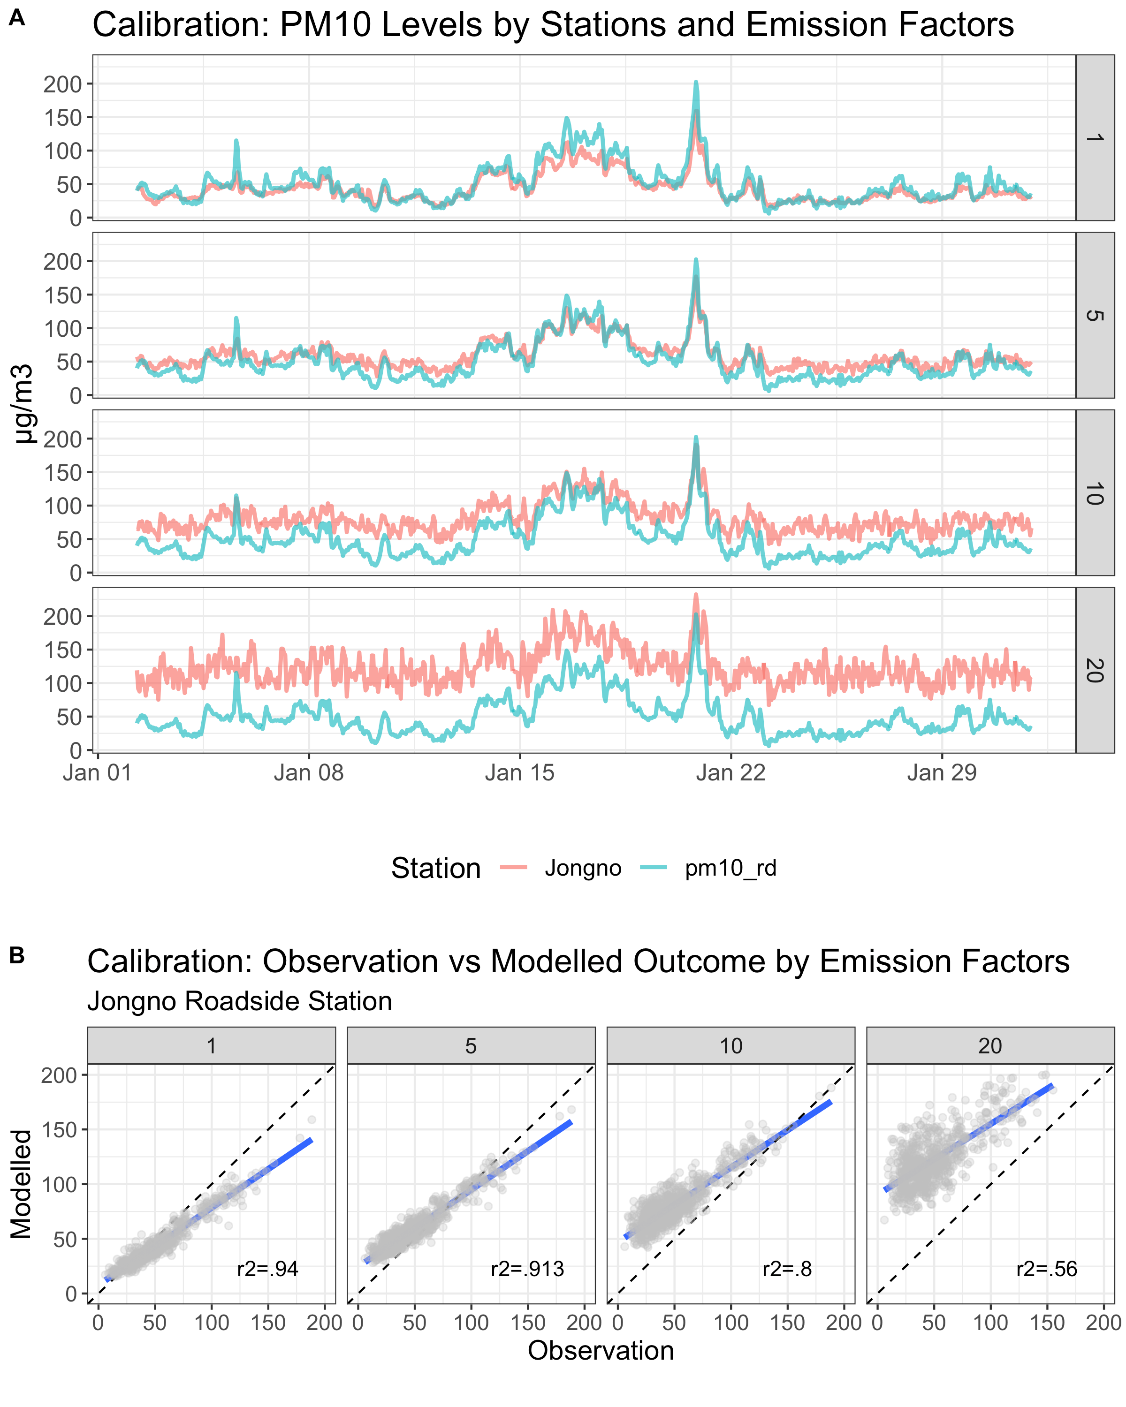 A
Calibration: PM10 Levels by Stations and Emission Factors
µg/m3
200
150
100
50
0
1
200
150
100
50
0
5
200
150
100
50
0
10
200
150
100
50
0
20
Jan 01 Jan 08 Jan 15 Jan 22 Jan 29
Station Jongno pm10_rd
B
Calibration: Observation vs Modelled Outcome by Emission Factors
Jongno Roadside Station
1 5 10 20
Modelled
200
150
100
50
0
r2=.94 r2=.913 r2=.8 r2=.56
0 50 100 150 200 0 50 100 150 200 0 50 100 150 200 0 50 100 150 200
Observation